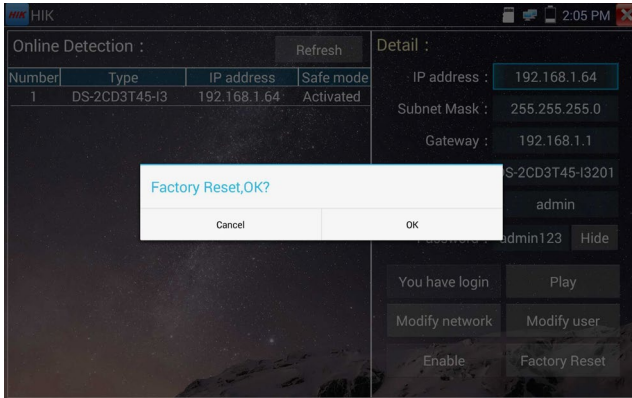 HIK HIK 2:05 PM
Online Detection : Refresh
Number Type IP address Safe mode
1 DS-2CD3T45-I3 192.168.1.64 Activated
Detail :
IP address : 192.168.1.64
Subnet Mask : 255.255.255.0
Gateway : 192.168.1.1
S-2CD3T45-I3201
admin
Password : admin123 Hide
Factory Reset,OK?
Cancel OK
You have login Play
Modify network Modify user
Enable Factory Reset